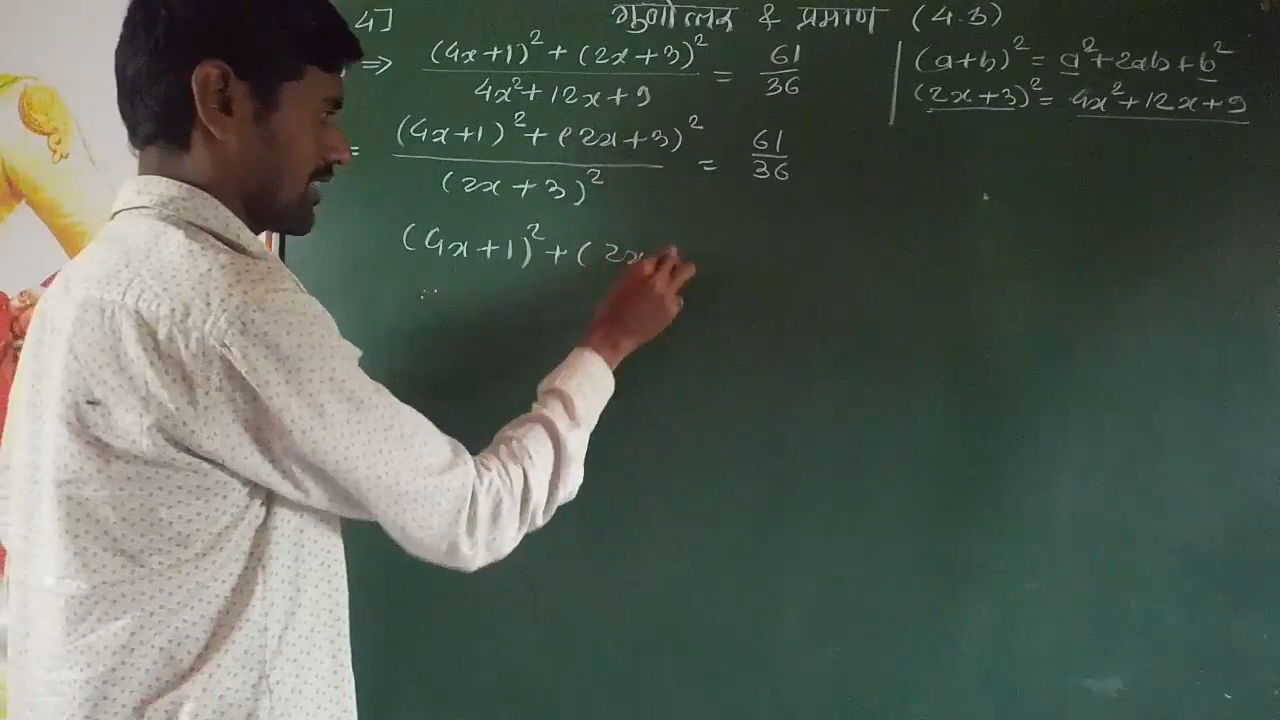 4] गुणोत्तर & प्रमाण (4.3)
⇒ (4x+1)² + (2x+3)² / 4x²+12x+9 = 61/36
= (4x+1)² + (2x+3)² / (2x+3)² = 61/36
(4x+1)² + (2x
(a+b)² = a²+2ab+b²
(2x+3)² = 4x²+12x+9